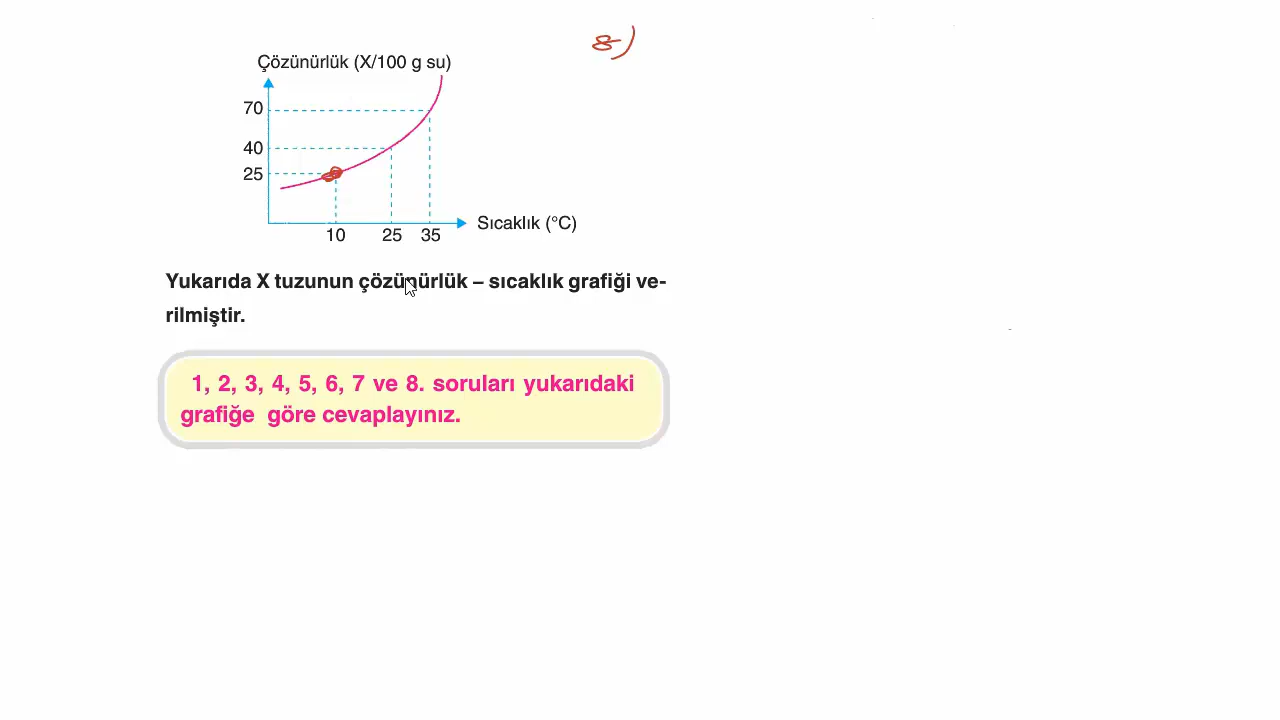 8-)
Çözünürlük (X/100 g su)
70
40
25
Sıcaklık (°C)
10 25 35
Yukarıda X tuzunun çözünürlük – sıcaklık grafiği ve-
rilmiştir.
1, 2, 3, 4, 5, 6, 7 ve 8. soruları yukarıdaki
grafiğe göre cevaplayınız.